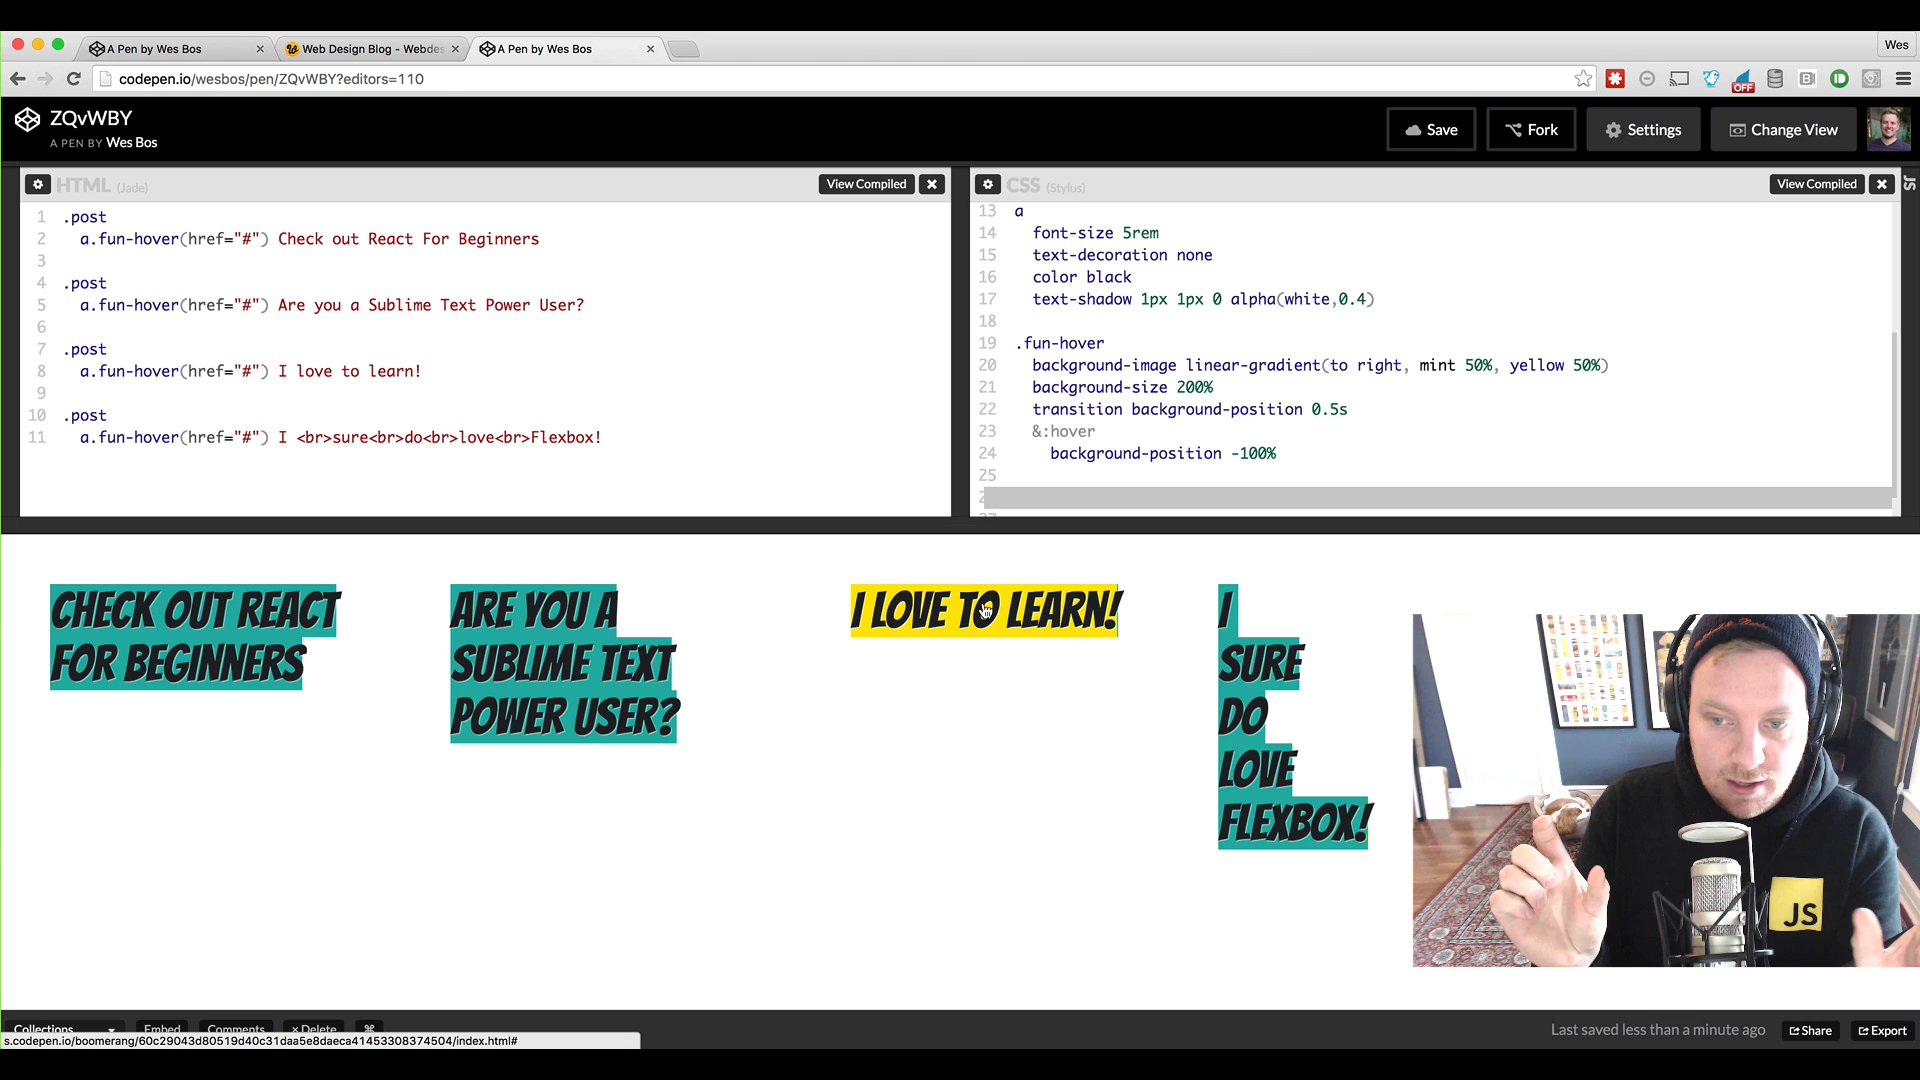 A Pen by Wes Bos
Web Design Blog - Webdes
A Pen by Wes Bos
Wes
codepen.io/wesbos/pen/ZQvWBY?editors=110
OFF
ZQvWBY
A PEN BY Wes Bos
Save
Fork
Settings
Change View
HTML (Jade)
View Compiled
1 .post
2 a.fun-hover(href="#") Check out React For Beginners
3
4 .post
5 a.fun-hover(href="#") Are you a Sublime Text Power User?
6
7 .post
8 a.fun-hover(href="#") I love to learn!
9
10 .post
11 a.fun-hover(href="#") I <br>sure<br>do<br>love<br>Flexbox!
CSS (Stylus)
View Compiled
JS
13 a
14 font-size 5rem
15 text-decoration none
16 color black
17 text-shadow 1px 1px 0 alpha(white,0.4)
18
19 .fun-hover
20 background-image linear-gradient(to right, mint 50%, yellow 50%)
21 background-size 200%
22 transition background-position 0.5s
23 &:hover
24 background-position -100%
25
CHECK OUT REACT
FOR BEGINNERS
ARE YOU A
SUBLIME TEXT
POWER USER?
I LOVE TO LEARN!
I
SURE
DO
LOVE
FLEXBOX!
JS
Collections
Embed
Comments
× Delete
⌘
Last saved less than a minute ago
Share
Export
s.codepen.io/boomerang/60c29043d80519d40c31daa5e8daeca41453308374504/index.html#